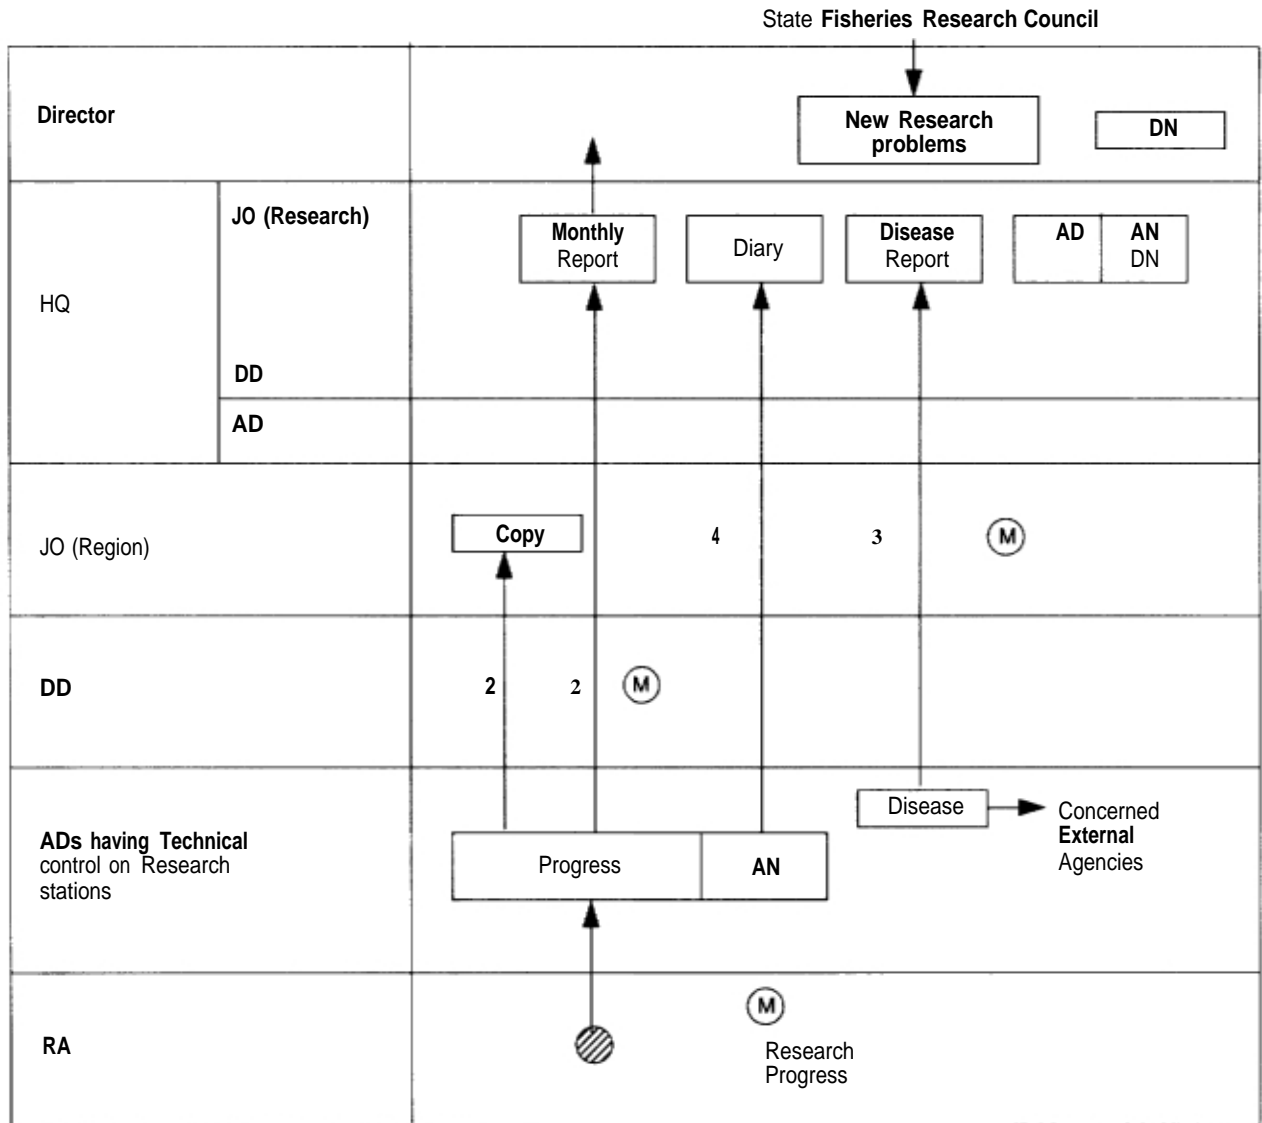 State Fisheries Research Council
Director
New Research
problems
DN
HQ
JO (Research)
Monthly
Report
Diary
Disease
Report
AD
AN
DN
DD
AD
JO (Region)
Copy
4
3
M
DD
2
2
M
ADs having Technical
control on Research
stations
Progress
AN
Disease
Concerned
External
Agencies
RA
M
Research
Progress